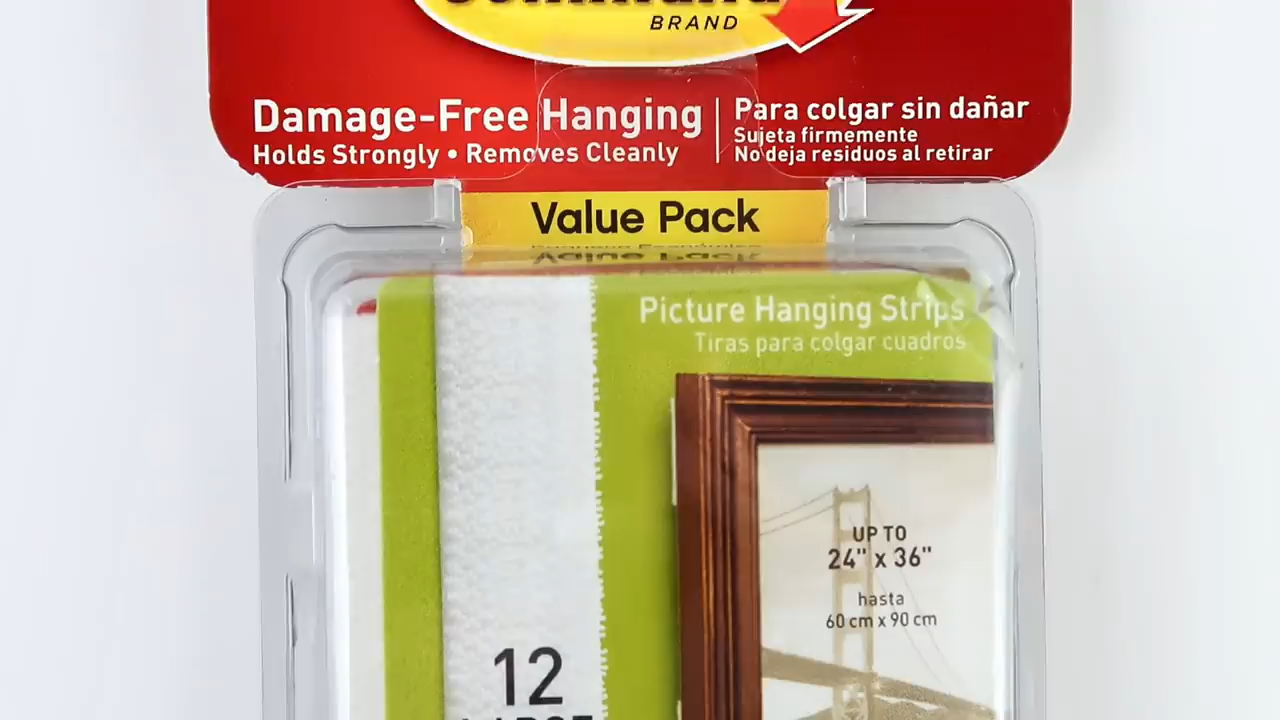 BRAND
Damage-Free Hanging
Holds Strongly • Removes Cleanly
Para colgar sin dañar
Sujeta firmemente
No deja residuos al retirar
Value Pack
Picture Hanging Strips
Tiras para colgar cuadros
UP TO
24" x 36"
hasta
60 cm x 90 cm
12